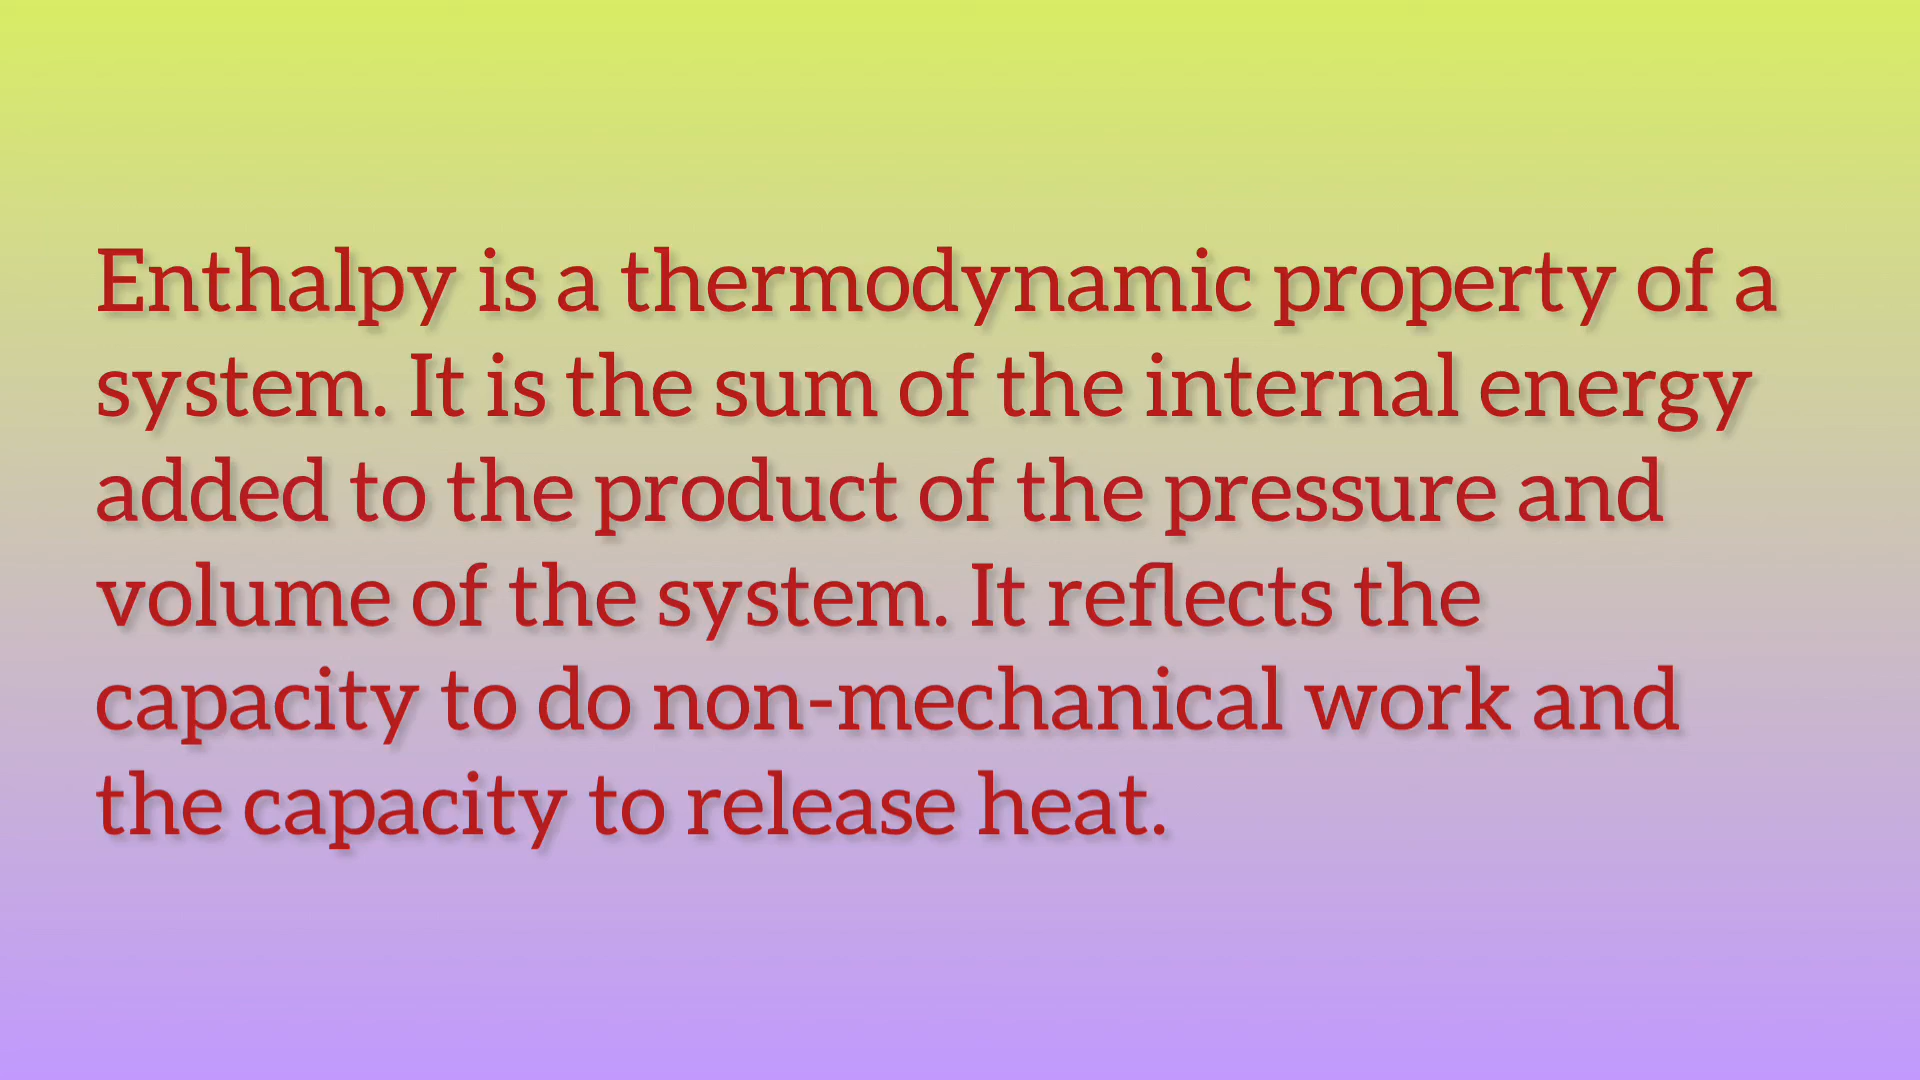 Enthalpy is a thermodynamic property of a
system. It is the sum of the internal energy
added to the product of the pressure and
volume of the system. It reflects the
capacity to do non-mechanical work and
the capacity to release heat.